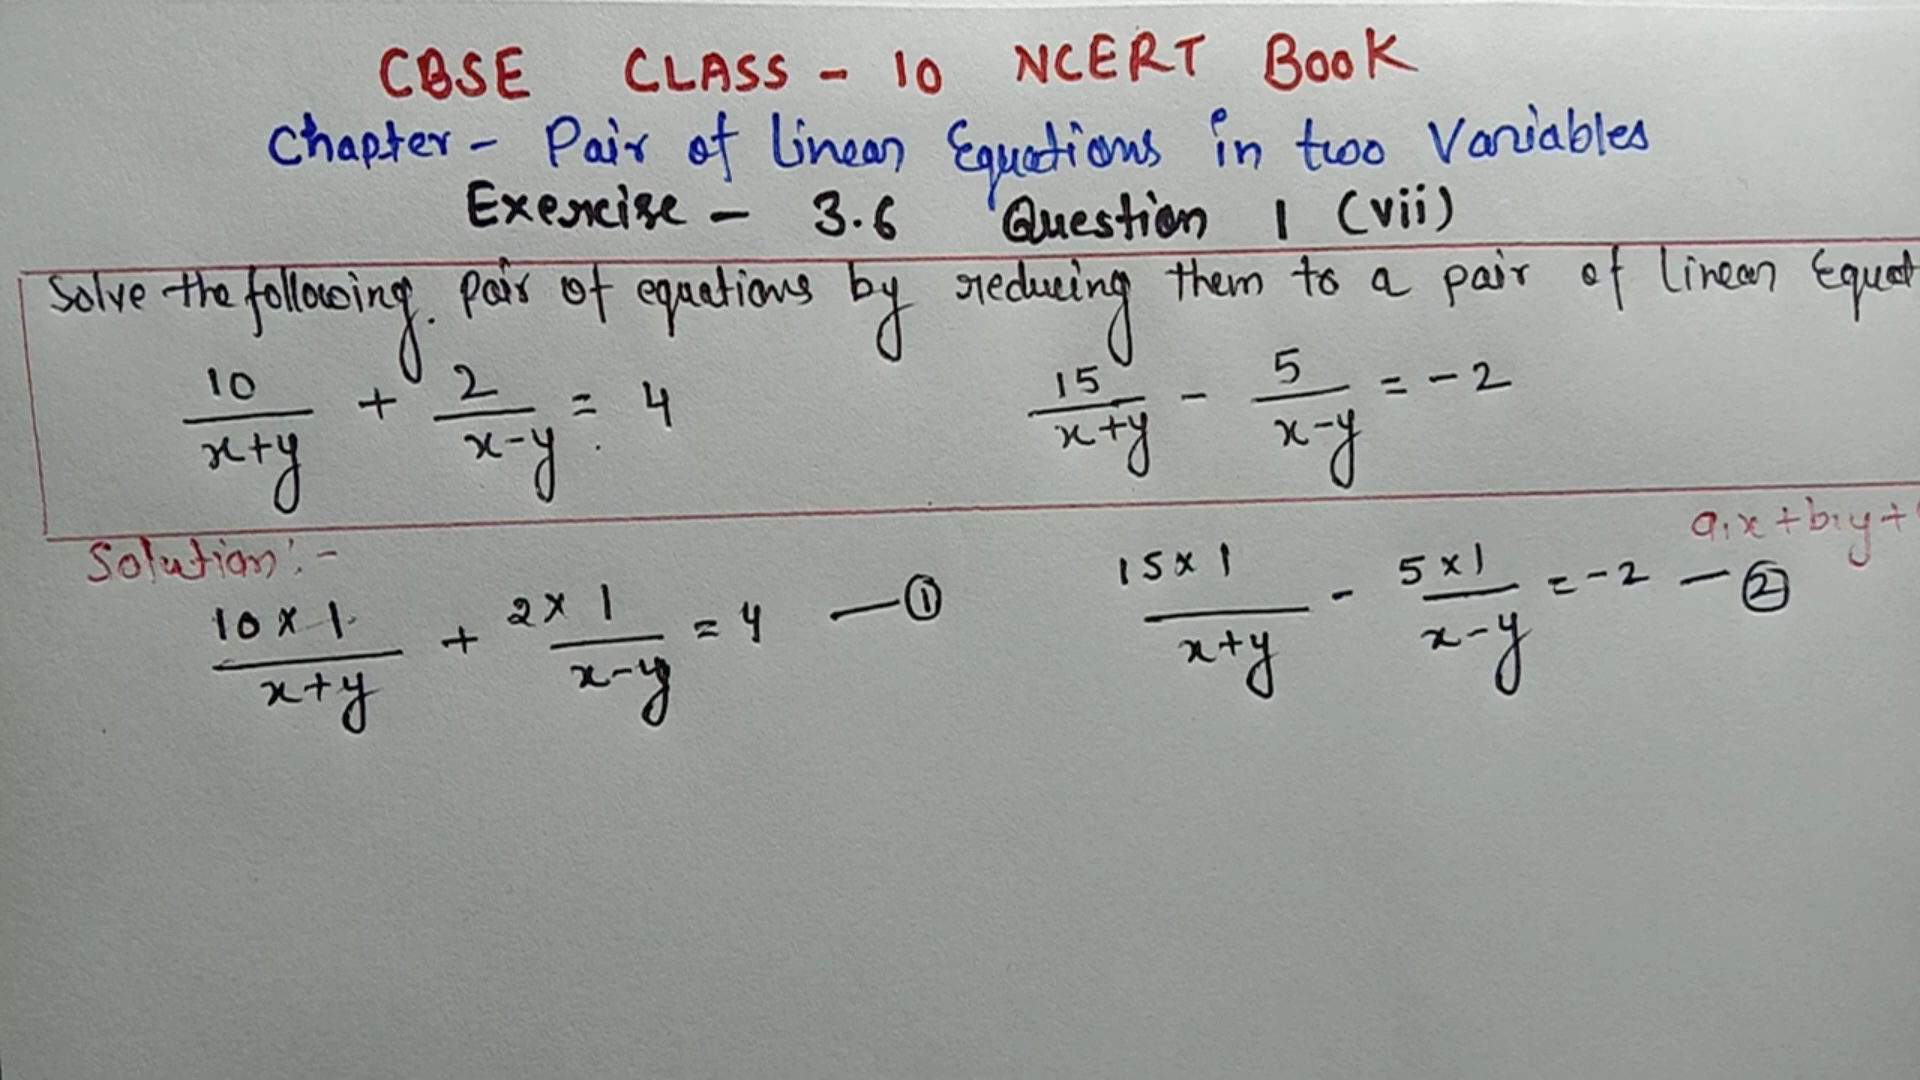 CBSE CLASS - 10 NCERT BOOK
Chapter - Pair of Linear Equations in two Variables
Exercise - 3.6 Question 1 (vii)
Solve the following pair of equations by reducing them to a pair of linear Equat
10/x+y + 2/x-y = 4 15/x+y - 5/x-y = -2
a₁x + b₁y +
Solution :-
10 x 1/x+y + 2 x 1/x-y = 4 — ① 15 x 1/x+y - 5 x 1/x-y = -2 — ②